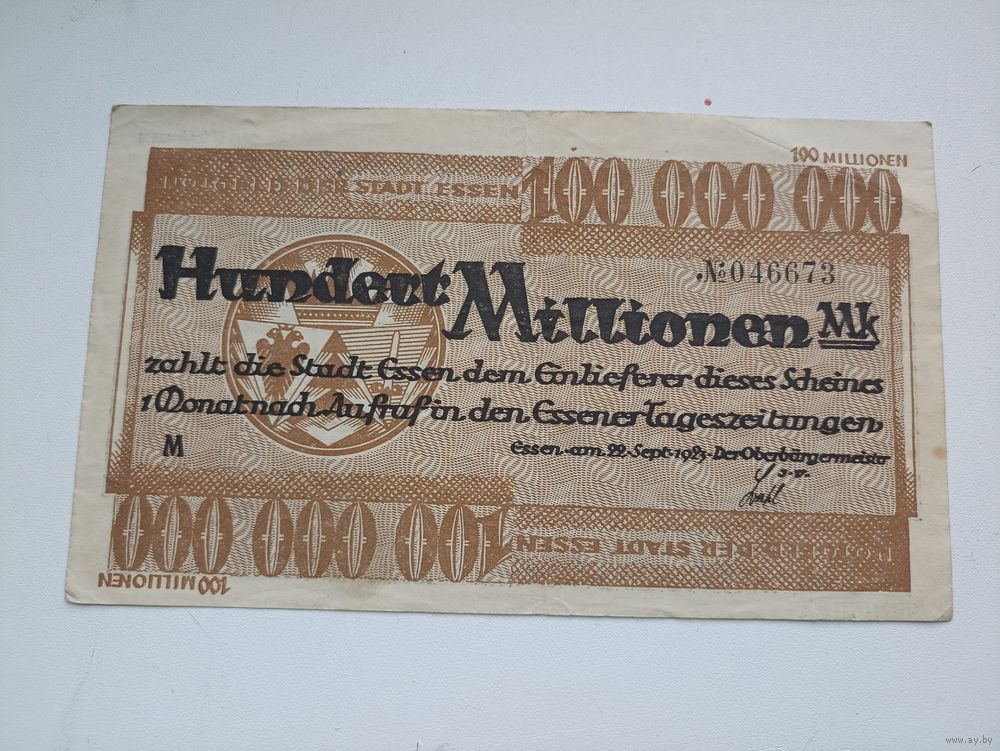 100 MILLIONEN
NOTGELD DER STADT ESSEN 100 000 000
№ 046673
Hundert Millionen Mk
zahlt die Stadt Essen dem Einlieferer dieses Scheines
1 Monat nach Aufruf in den Essener Tageszeitungen
Essen am 22. Sept. 1923. Der Oberbürgermeister
M
I.V.
100 000 000 NOTGELD DER STADT ESSEN
100 MILLIONEN
www.ay.by